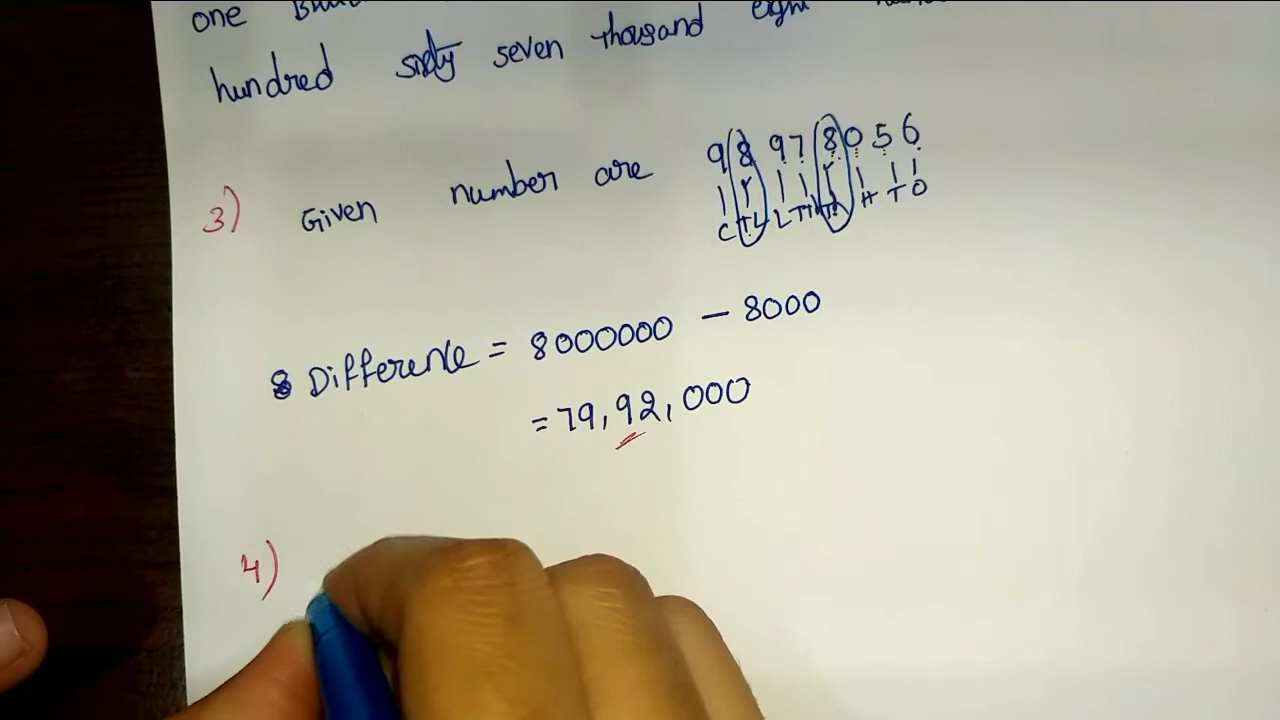 one
hundred sixty seven thousand eight
3) Given number are 98978056
C TL L TTh Th H T O
Difference = 8000000 — 8000
= 79,92,000
4)